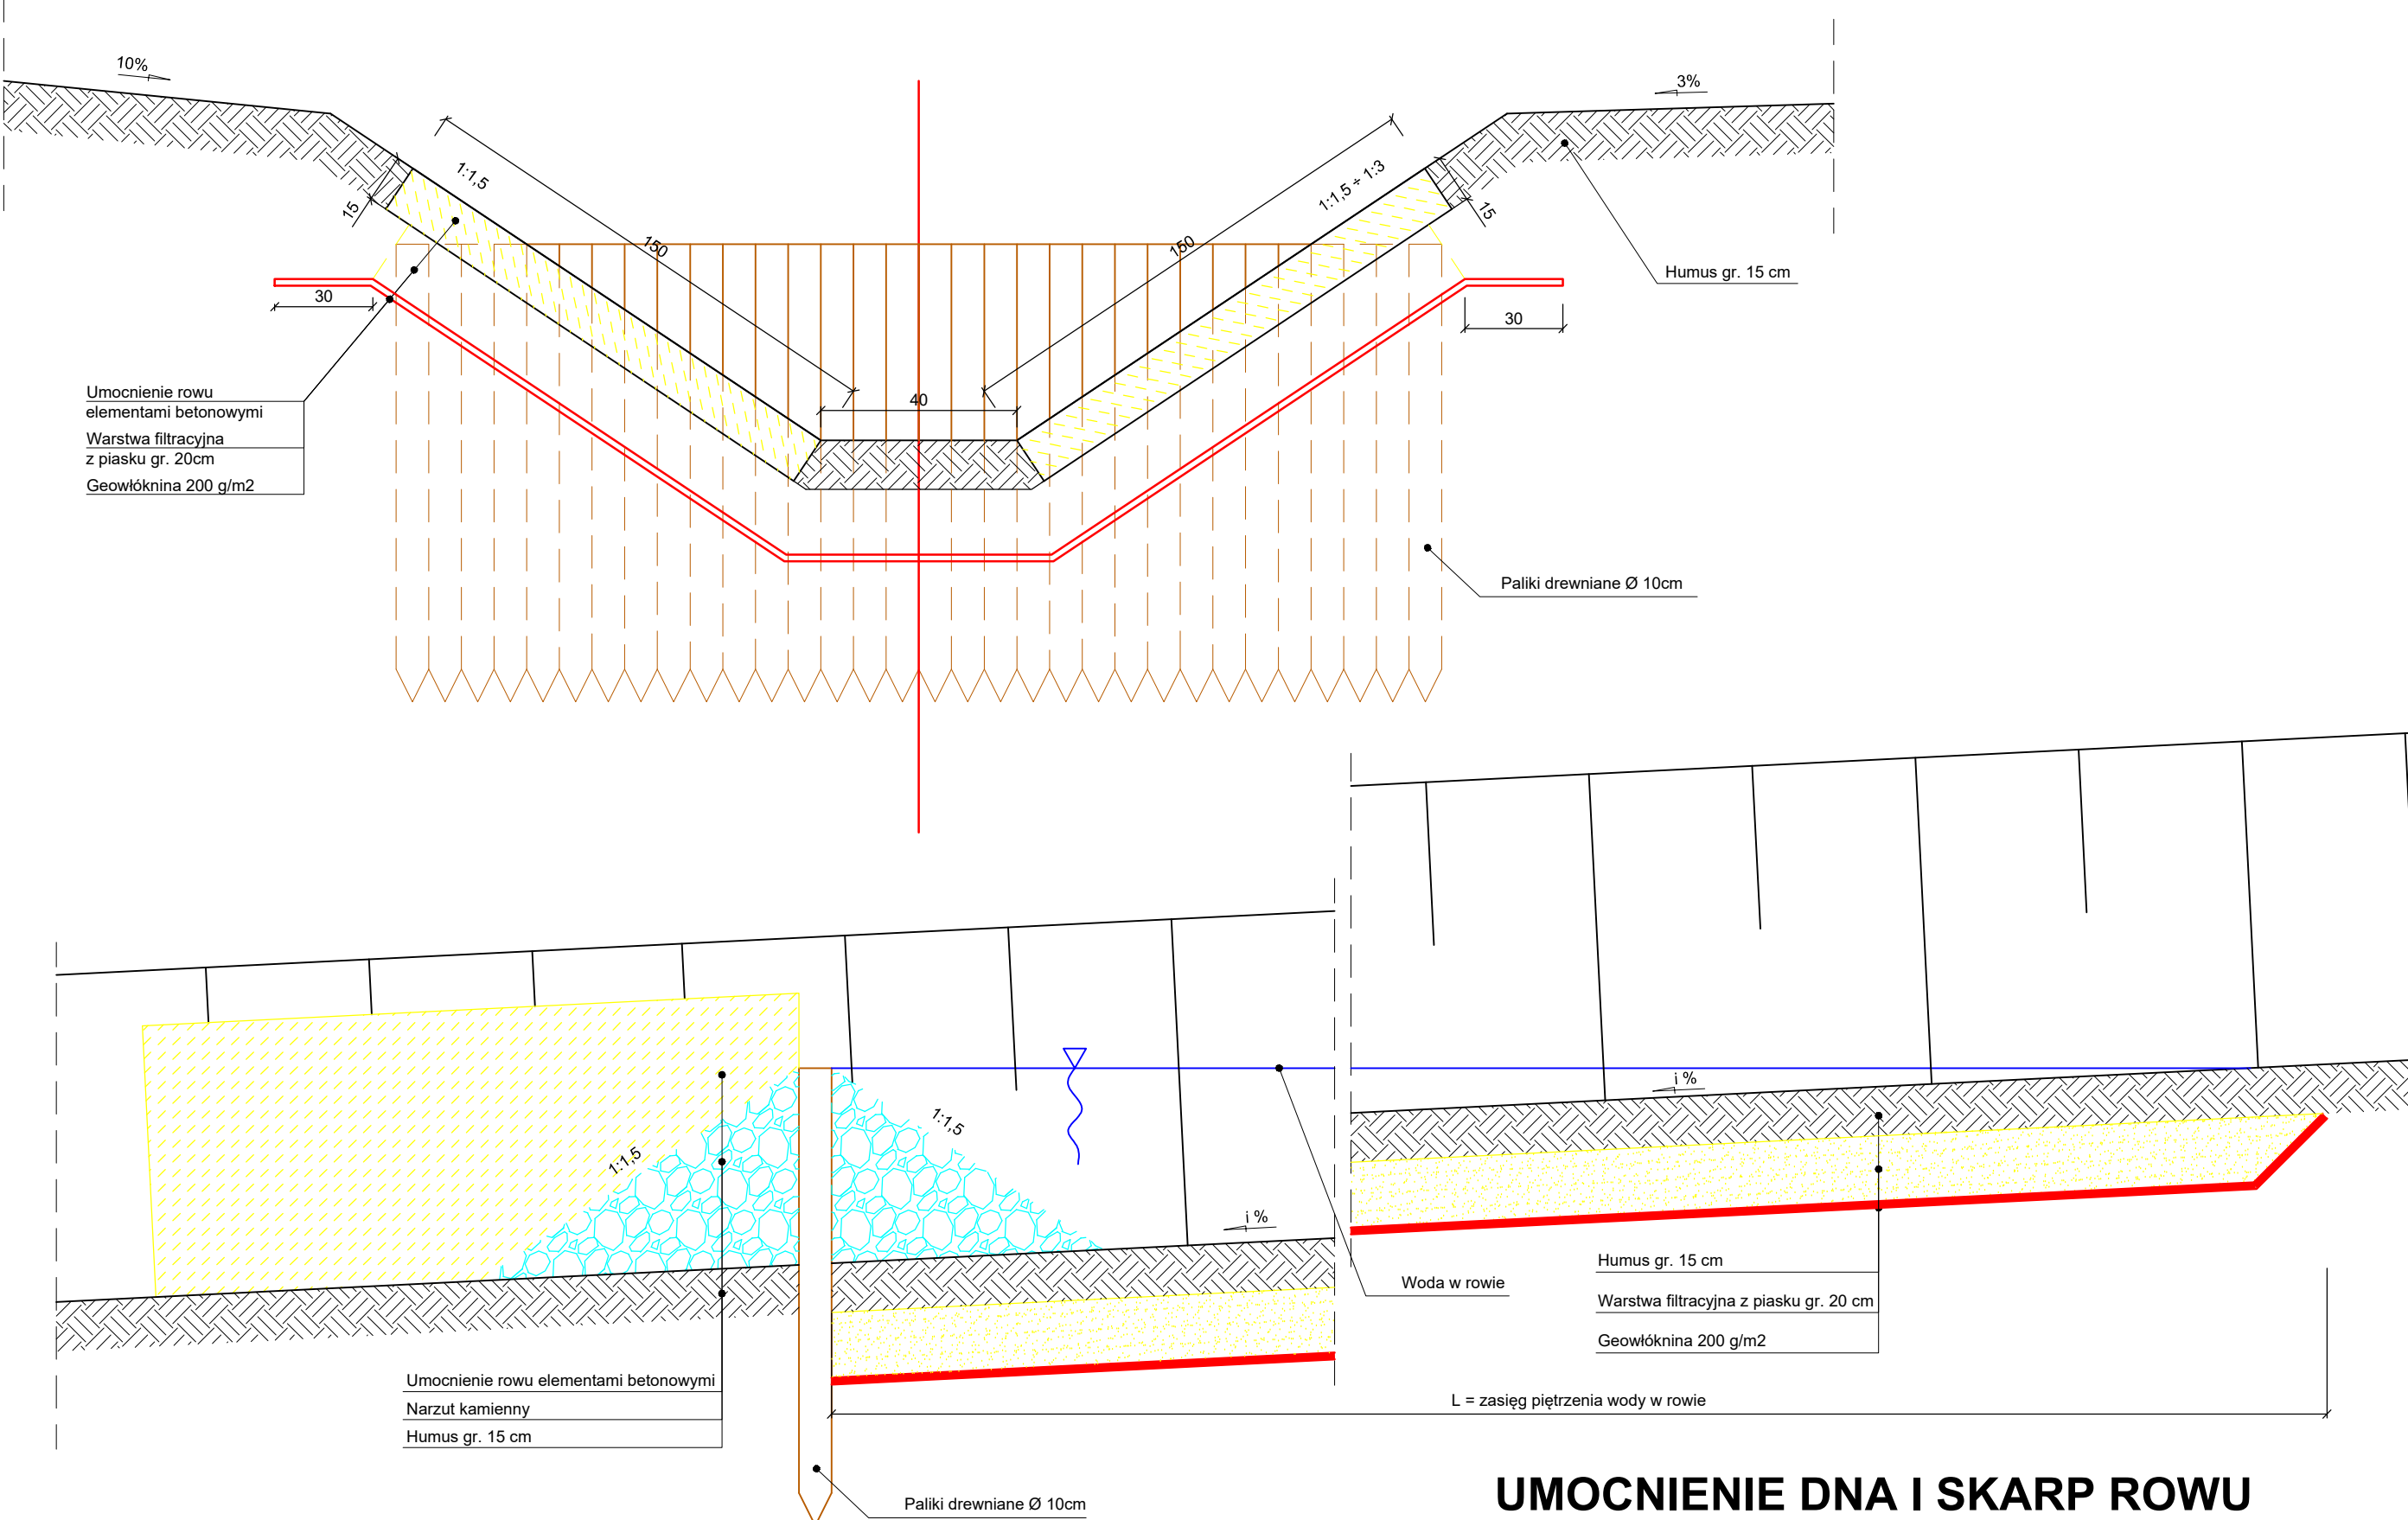 10%
3%
1:1,5
1:1,5 ÷ 1:3
15
15
150
150
Humus gr. 15 cm
30
30
40
Umocnienie rowu
elementami betonowymi
Warstwa filtracyjna
z piasku gr. 20cm
Geowłóknina 200 g/m2
Paliki drewniane Ø 10cm
i %
1:1,5
1:1,5
i %
Woda w rowie
Humus gr. 15 cm
Warstwa filtracyjna z piasku gr. 20 cm
Geowłóknina 200 g/m2
Umocnienie rowu elementami betonowymi
Narzut kamienny
Humus gr. 15 cm
L = zasięg piętrzenia wody w rowie
Paliki drewniane Ø 10cm
UMOCNIENIE DNA I SKARP ROWU